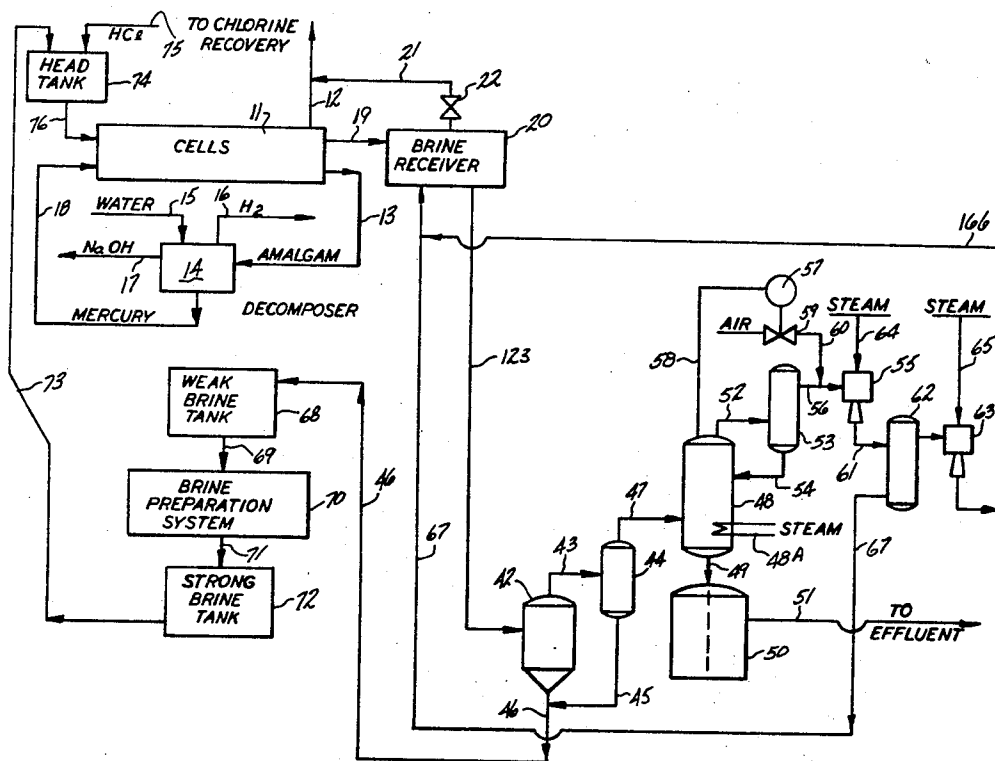 HCl
75
TO CHLORINE
RECOVERY
21
22
HEAD
TANK
74
12
76
11
19
20
CELLS
BRINE
RECEIVER
18
WATER
15
16
H2
13
166
NaOH
17
14
AMALGAM
57
MERCURY
DECOMPOSER
AIR
59
STEAM
STEAM
60
64
65
58
123
73
WEAK
BRINE
TANK
68
52
56
55
62
63
53
69
61
54
46
BRINE
PREPARATION
SYSTEM
70
47
48
67
STEAM
48A
67
71
43
44
49
42
STRONG
BRINE
TANK
72
51
TO
EFFLUENT
50
45
46